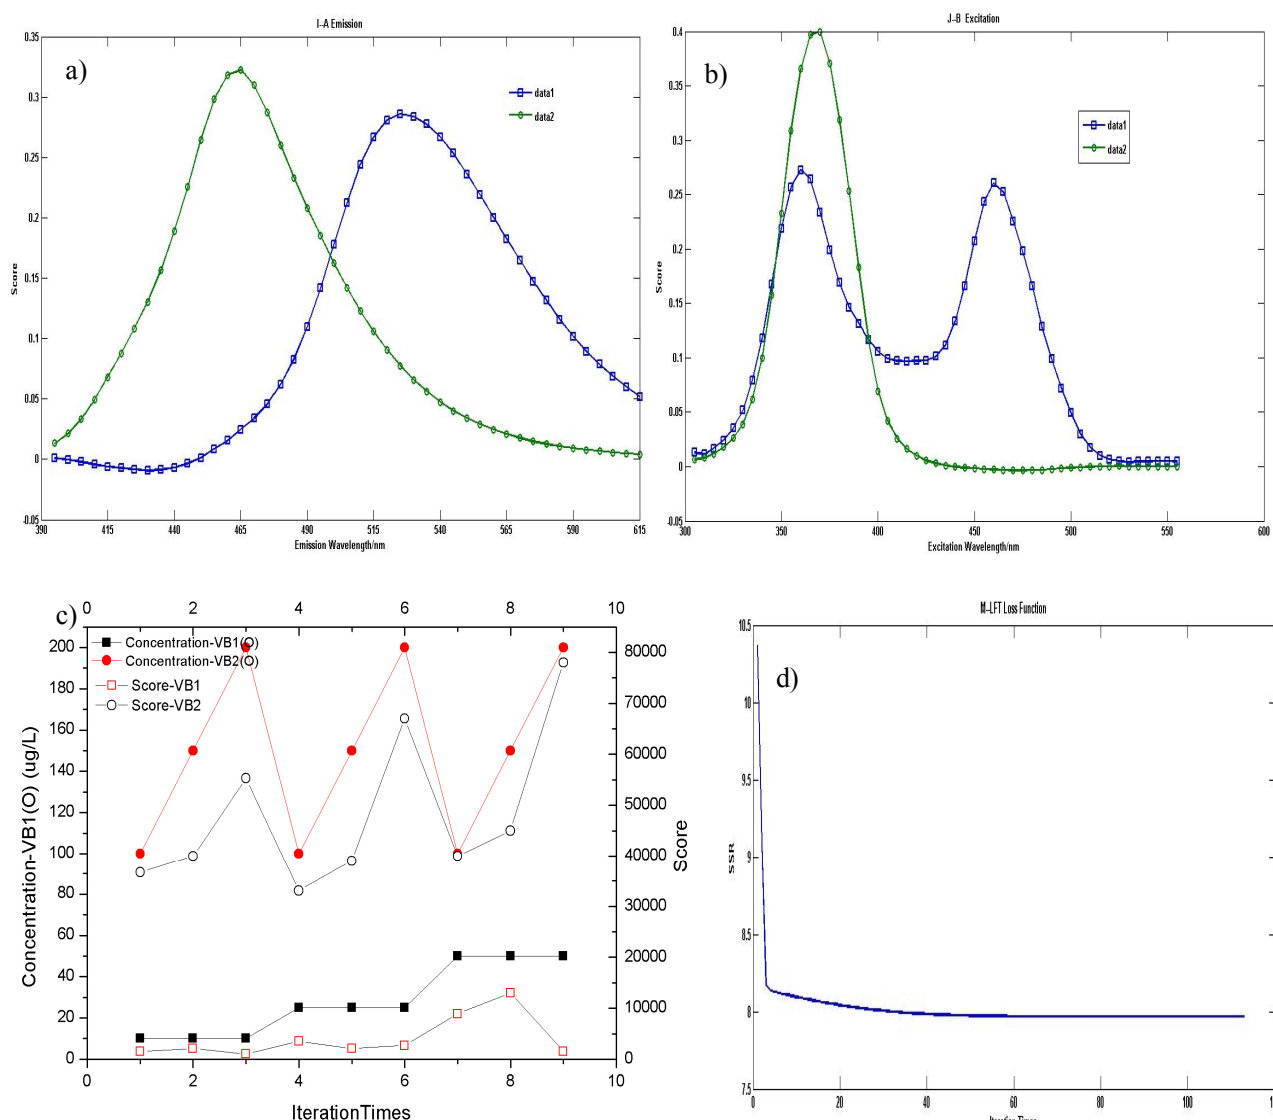 I-A Emission
a)
data1
data2
0.35
0.3
0.25
0.2
0.15
0.1
0.05
0
-0.05
Score
390 415 440 465 490 515 540 565 590 615
Emission Wavelength/nm
J-B Excitation
b)
data1
data2
0.4
0.35
0.3
0.25
0.2
0.15
0.1
0.05
0
-0.05
Score
300 350 400 450 500 550 600
Excitation Wavelength/nm
c)
0 2 4 6 8 10
Concentration-VB1(O)
Concentration-VB2(O)
Score-VB1
Score-VB2
200
180
160
140
120
100
80
60
40
20
0
Concentration-VB1(O) (ug/L)
80000
70000
60000
50000
40000
30000
20000
10000
0
Score
0 2 4 6 8 10
IterationTimes
M-LFT Loss Function
d)
10.5
10
9.5
9
8.5
8
7.5
SSR
0 20 40 60 80 100
Iteration Times